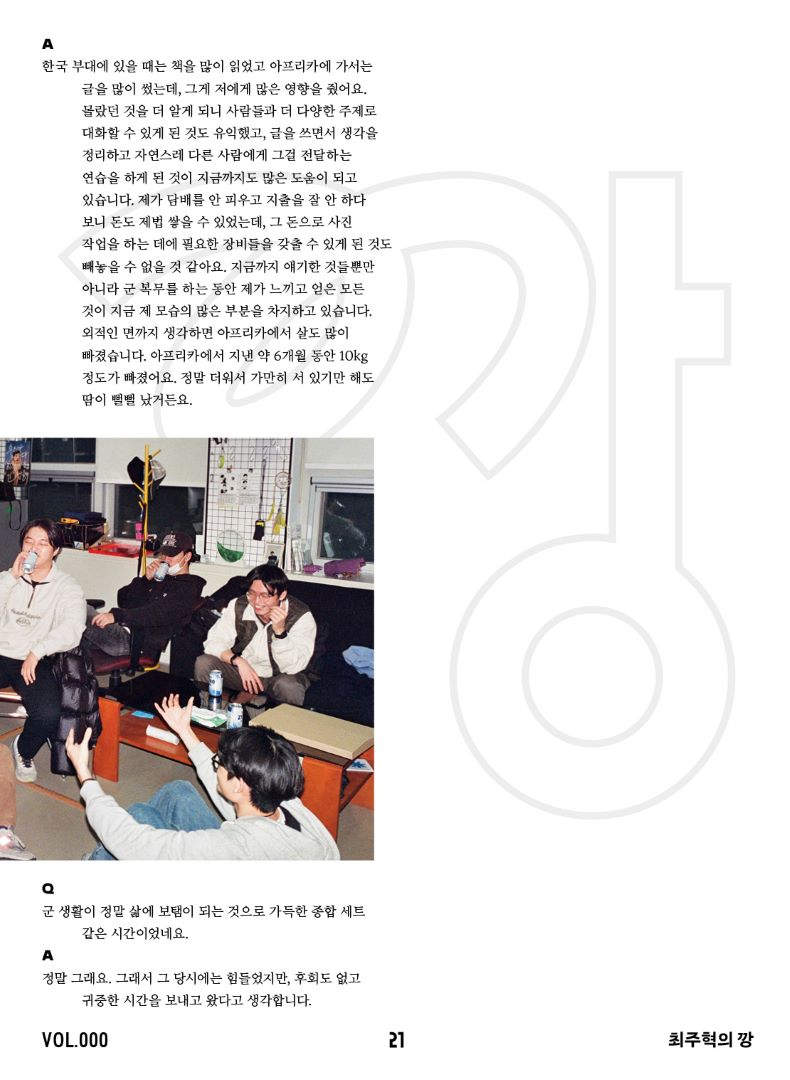 A
한국 부대에 있을 때는 책을 많이 읽었고 아프리카에 가서는
글을 많이 썼는데, 그게 저에게 많은 영향을 줬어요.
몰랐던 것을 더 알게 되니 사람들과 더 다양한 주제로
대화할 수 있게 된 것도 유익했고, 글을 쓰면서 생각을
정리하고 자연스레 다른 사람에게 그걸 전달하는
연습을 하게 된 것이 지금까지도 많은 도움이 되고
있습니다. 제가 담배를 안 피우고 지출을 잘 안 하다
보니 돈도 제법 쌓을 수 있었는데, 그 돈으로 사진
작업을 하는 데에 필요한 장비들을 갖출 수 있게 된 것도
빼놓을 수 없을 것 같아요. 지금까지 얘기한 것들뿐만
아니라 군 복무를 하는 동안 제가 느끼고 얻은 모든
것이 지금 제 모습의 많은 부분을 차지하고 있습니다.
외적인 면까지 생각하면 아프리카에서 살도 많이
빠졌습니다. 아프리카에서 지낸 약 6개월 동안 10kg
정도가 빠졌어요. 정말 더워서 가만히 서 있기만 해도
땀이 뻘뻘 났거든요.
깡
Q
군 생활이 정말 삶에 보탬이 되는 것으로 가득한 종합 세트
같은 시간이었네요.
A
정말 그래요. 그래서 그 당시에는 힘들었지만, 후회도 없고
귀중한 시간을 보내고 왔다고 생각합니다.
VOL.000
21
최주혁의 깡